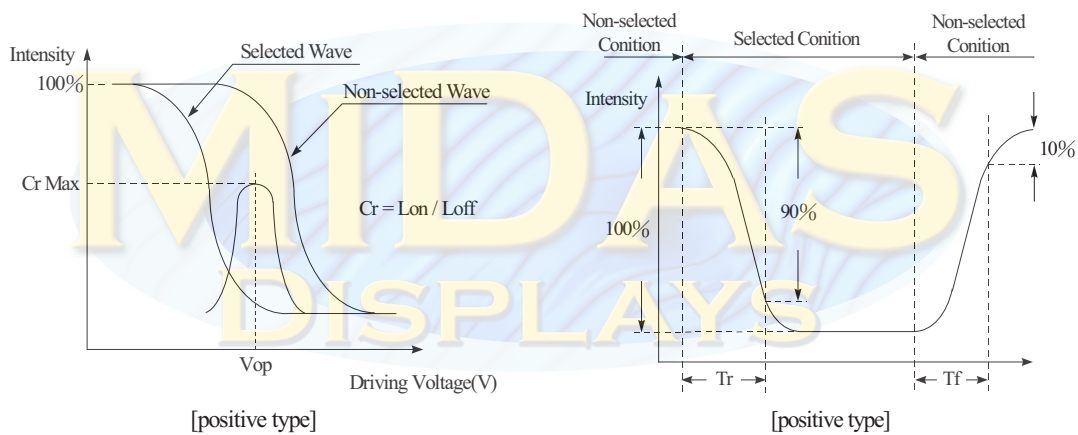 Intensity
100%
Cr Max
Selected Wave
Non-selected Wave
Cr = Lon / Loff
Vop
Driving Voltage(V)
[positive type]
Non-selected
Conition
Selected Conition
Non-selected
Conition
Intensity
100%
90%
10%
Tr
Tf
[positive type]
MIDAS
DISPLAYS